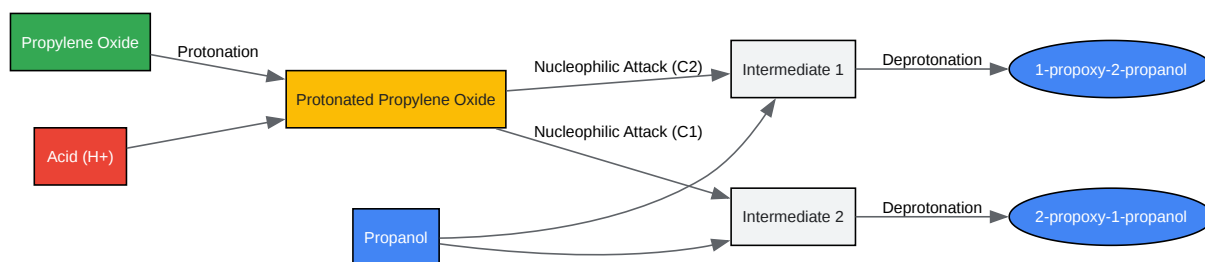 Propylene Oxide
Protonation
Acid (H+)
Protonated Propylene Oxide
Nucleophilic Attack (C2)
Nucleophilic Attack (C1)
Propanol
Intermediate 1
Deprotonation
1-propoxy-2-propanol
Intermediate 2
Deprotonation
2-propoxy-1-propanol